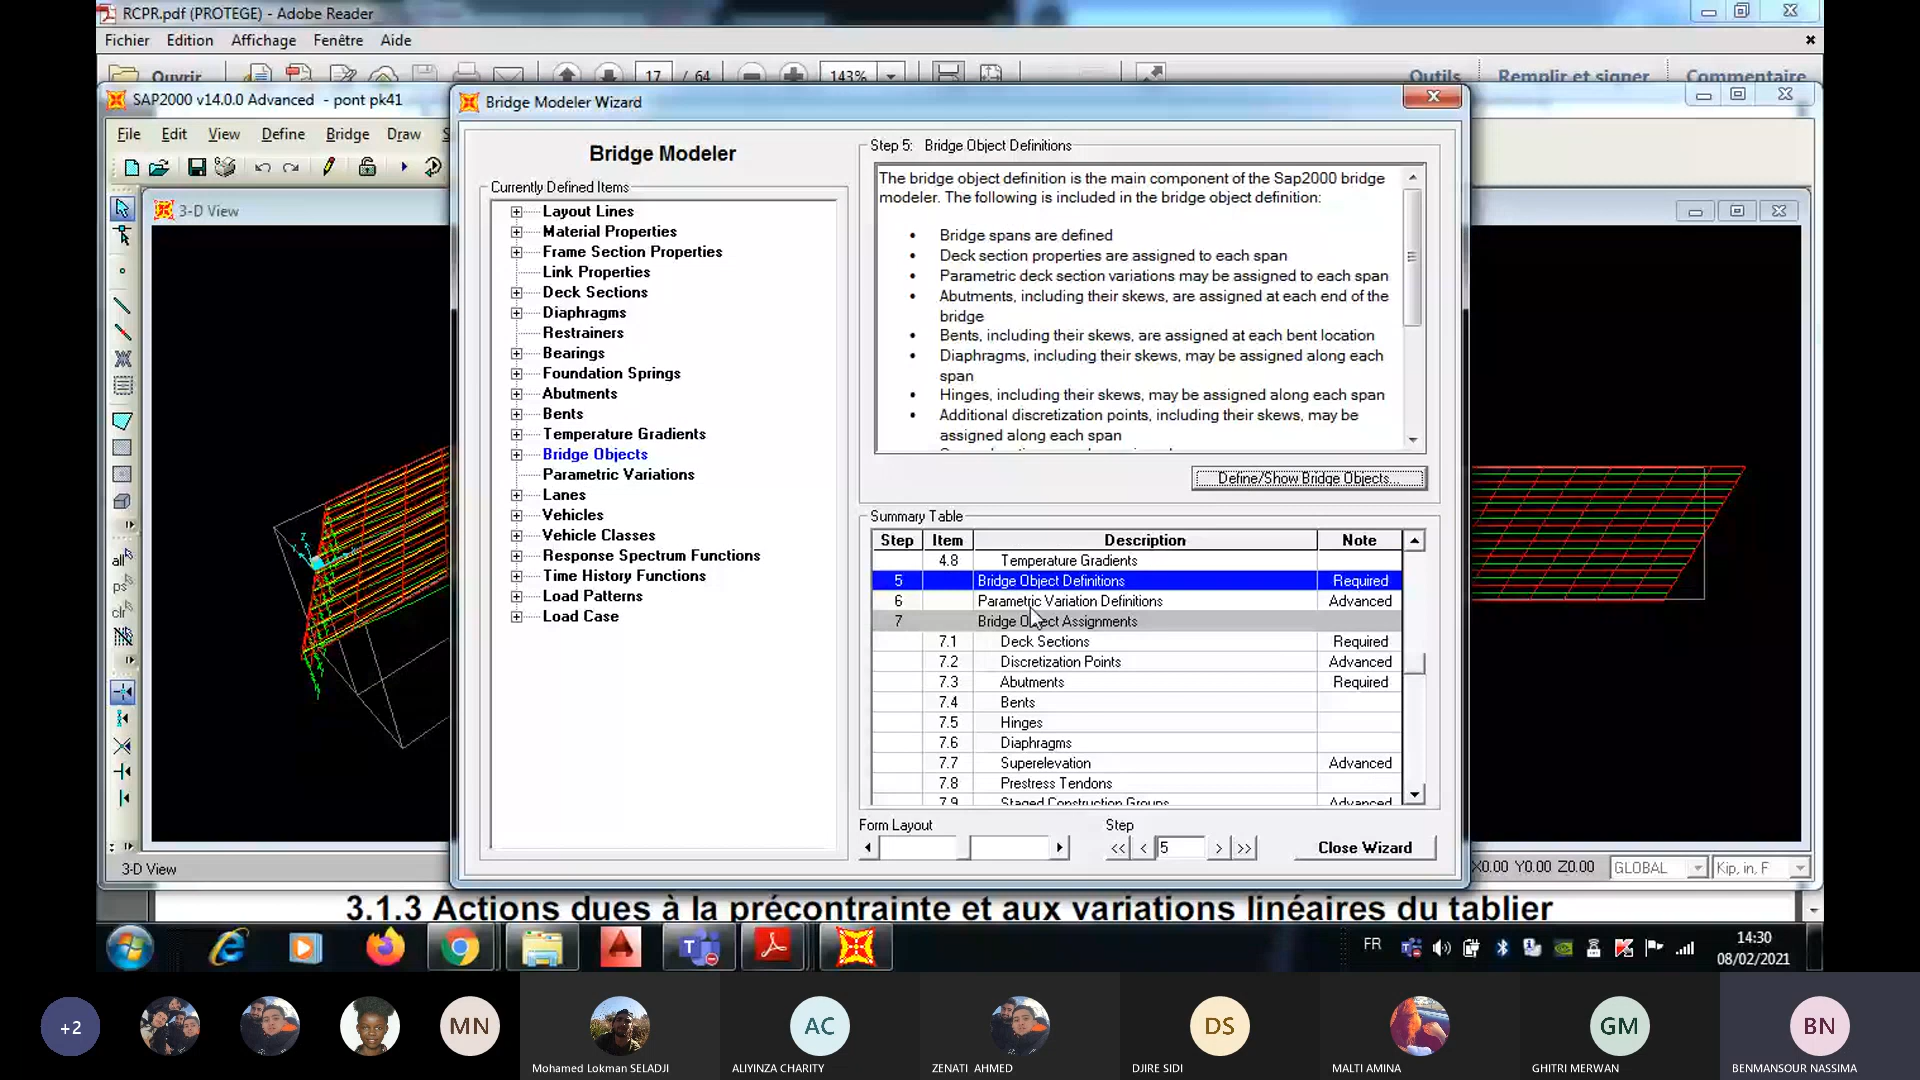 RCPR.pdf (PROTEGE) - Adobe Reader
Fichier Edition Affichage Fenêtre Aide
Ouvrir 17 / 64 143% Outils Remplir et signer Commentaire
SAP2000 v14.0.0 Advanced - pont pk41
File Edit View Define Bridge Draw
3-D View
all
ps
clr
3-D View
Bridge Modeler Wizard
Bridge Modeler
Currently Defined Items
Layout Lines
Material Properties
Frame Section Properties
Link Properties
Deck Sections
Diaphragms
Restrainers
Bearings
Foundation Springs
Abutments
Bents
Temperature Gradients
Bridge Objects
Parametric Variations
Lanes
Vehicles
Vehicle Classes
Response Spectrum Functions
Time History Functions
Load Patterns
Load Case
Step 5: Bridge Object Definitions
The bridge object definition is the main component of the Sap2000 bridge
modeler. The following is included in the bridge object definition:
• Bridge spans are defined
• Deck section properties are assigned to each span
• Parametric deck section variations may be assigned to each span
• Abutments, including their skews, are assigned at each end of the
bridge
• Bents, including their skews, are assigned at each bent location
• Diaphragms, including their skews, may be assigned along each
span
• Hinges, including their skews, may be assigned along each span
• Additional discretization points, including their skews, may be
assigned along each span
Define/Show Bridge Objects...
Summary Table
Step Item Description Note
4.8 Temperature Gradients
5 Bridge Object Definitions Required
6 Parametric Variation Definitions Advanced
7 Bridge Object Assignments
7.1 Deck Sections Required
7.2 Discretization Points Advanced
7.3 Abutments Required
7.4 Bents
7.5 Hinges
7.6 Diaphragms
7.7 Superelevation Advanced
7.8 Prestress Tendons
7.9 Staged Construction Groups Advanced
Form Layout
Step
<< < 5 > >>
Close Wizard
X0.00 Y0.00 Z0.00 GLOBAL Kip, in, F
3.1.3 Actions dues à la précontrainte et aux variations linéaires du tablier
FR
14:30
08/02/2021
+2
MN
Mohamed Lokman SELADJI
AC
ALIYINZA CHARITY
ZENATI AHMED
DS
DJIRE SIDI
MALTI AMINA
GM
GHITRI MERWAN
BN
BENMANSOUR NASSIMA